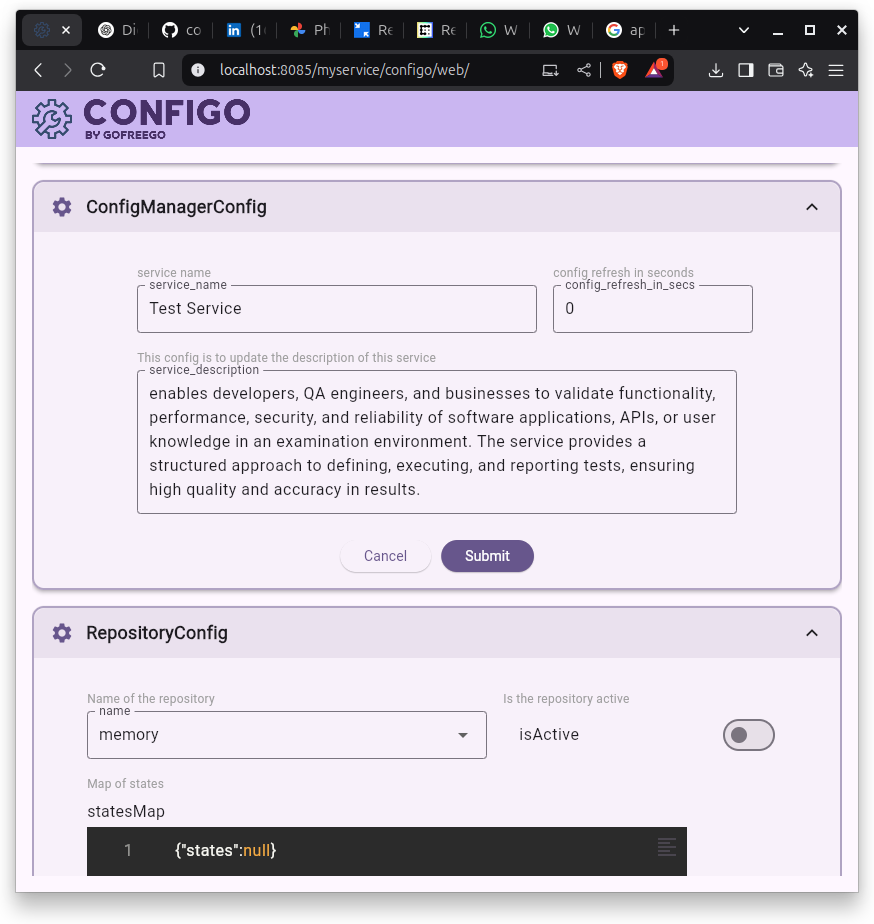 Di
co
(1
Ph
Re
Re
W
W
ap
localhost:8085/myservice/configo/web/
1
CONFIGO
BY GOFREEGO
ConfigManagerConfig
service name
config refresh in seconds
service_name
config_refresh_in_secs
Test Service
0
This config is to update the description of this service
service_description
enables developers, QA engineers, and businesses to validate functionality,
performance, security, and reliability of software applications, APIs, or user
knowledge in an examination environment. The service provides a
structured approach to defining, executing, and reporting tests, ensuring
high quality and accuracy in results.
Cancel
Submit
RepositoryConfig
Name of the repository
Is the repository active
name
memory
isActive
Map of states
statesMap
1 {"states":null}